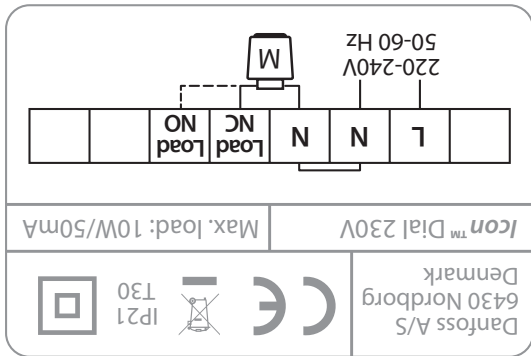 Danfoss A/S
6430 Nordborg
Denmark
CE
IP21
T30
Icon™ Dial 230V
Max. load: 10W/50mA
L
N
N
Load
NC
Load
NO
220-240V
50-60 Hz
M